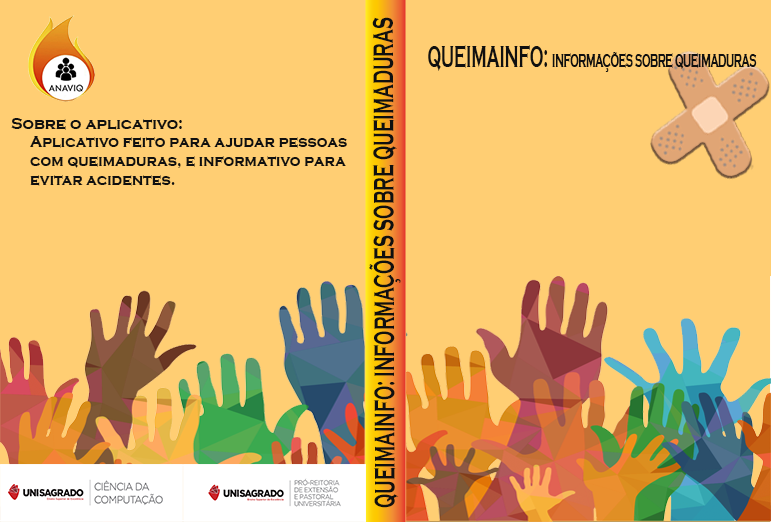 ANAVIQ
Sobre o aplicativo:
Aplicativo feito para ajudar pessoas
com queimaduras, e informativo para
evitar acidentes.
UNISAGRADO
CIÊNCIA DA
COMPUTAÇÃO
UNISAGRADO
PRÓ-REITORIA
DE EXTENSÃO
E PASTORAL
UNIVERSITÁRIA
QUEIMAINFO: INFORMAÇÕES SOBRE QUEIMADURAS
QUEIMAINFO: INFORMAÇÕES SOBRE QUEIMADURAS